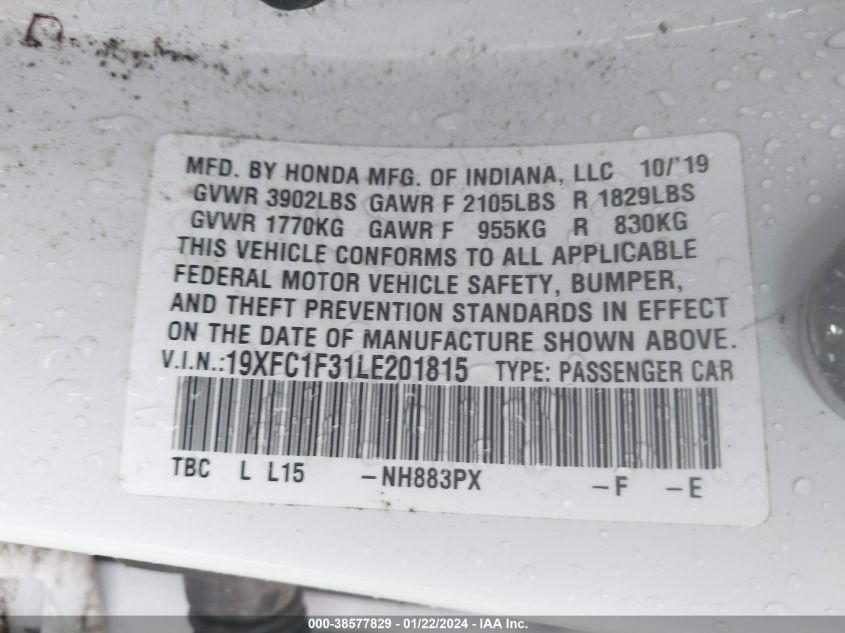 MFD. BY HONDA MFG. OF INDIANA, LLC 10/'19
GVWR 3902LBS GAWR F 2105LBS R 1829LBS
GVWR 1770KG GAWR F 955KG R 830KG
THIS VEHICLE CONFORMS TO ALL APPLICABLE
FEDERAL MOTOR VEHICLE SAFETY, BUMPER,
AND THEFT PREVENTION STANDARDS IN EFFECT
ON THE DATE OF MANUFACTURE SHOWN ABOVE.
V.I.N.:19XFC1F31LE201815 TYPE: PASSENGER CAR
TBC L L15 -NH883PX -F -E
000-38577829 - 01/22/2024 - IAA Inc.